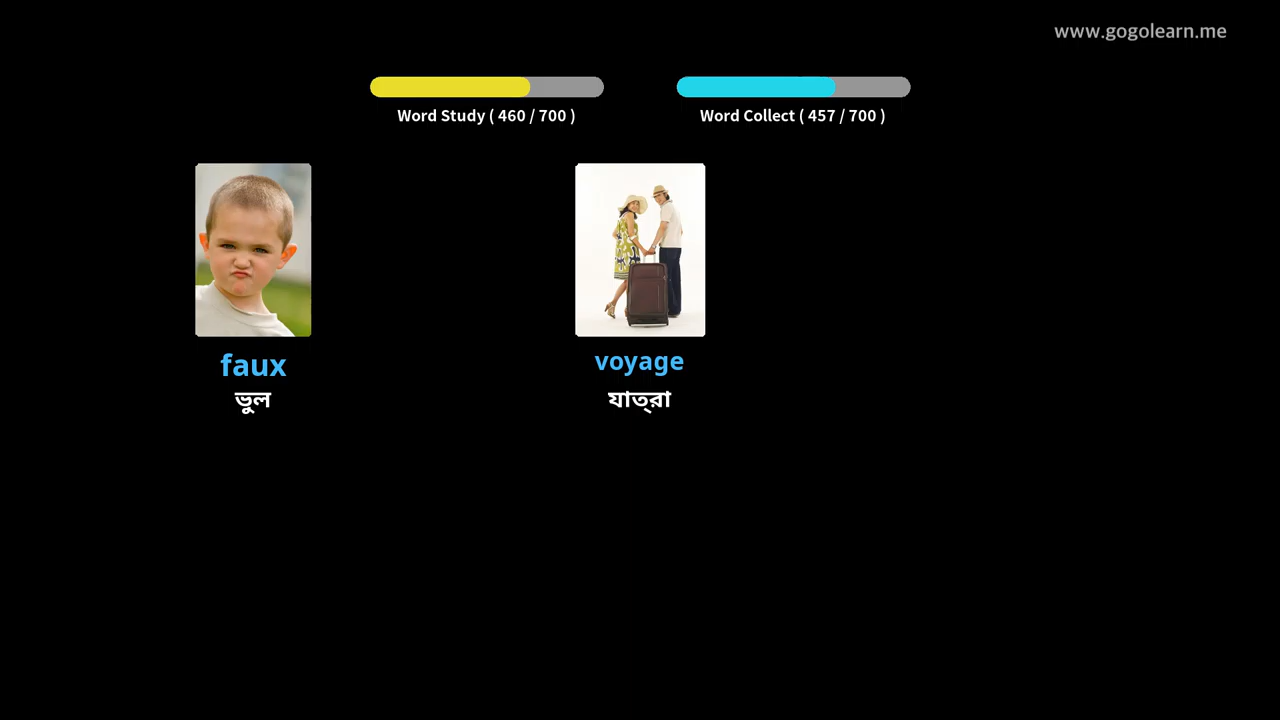 www.gogolearn.me
Word Study ( 460 / 700 )
Word Collect ( 457 / 700 )
faux
voyage
ভুল
যাত্রা